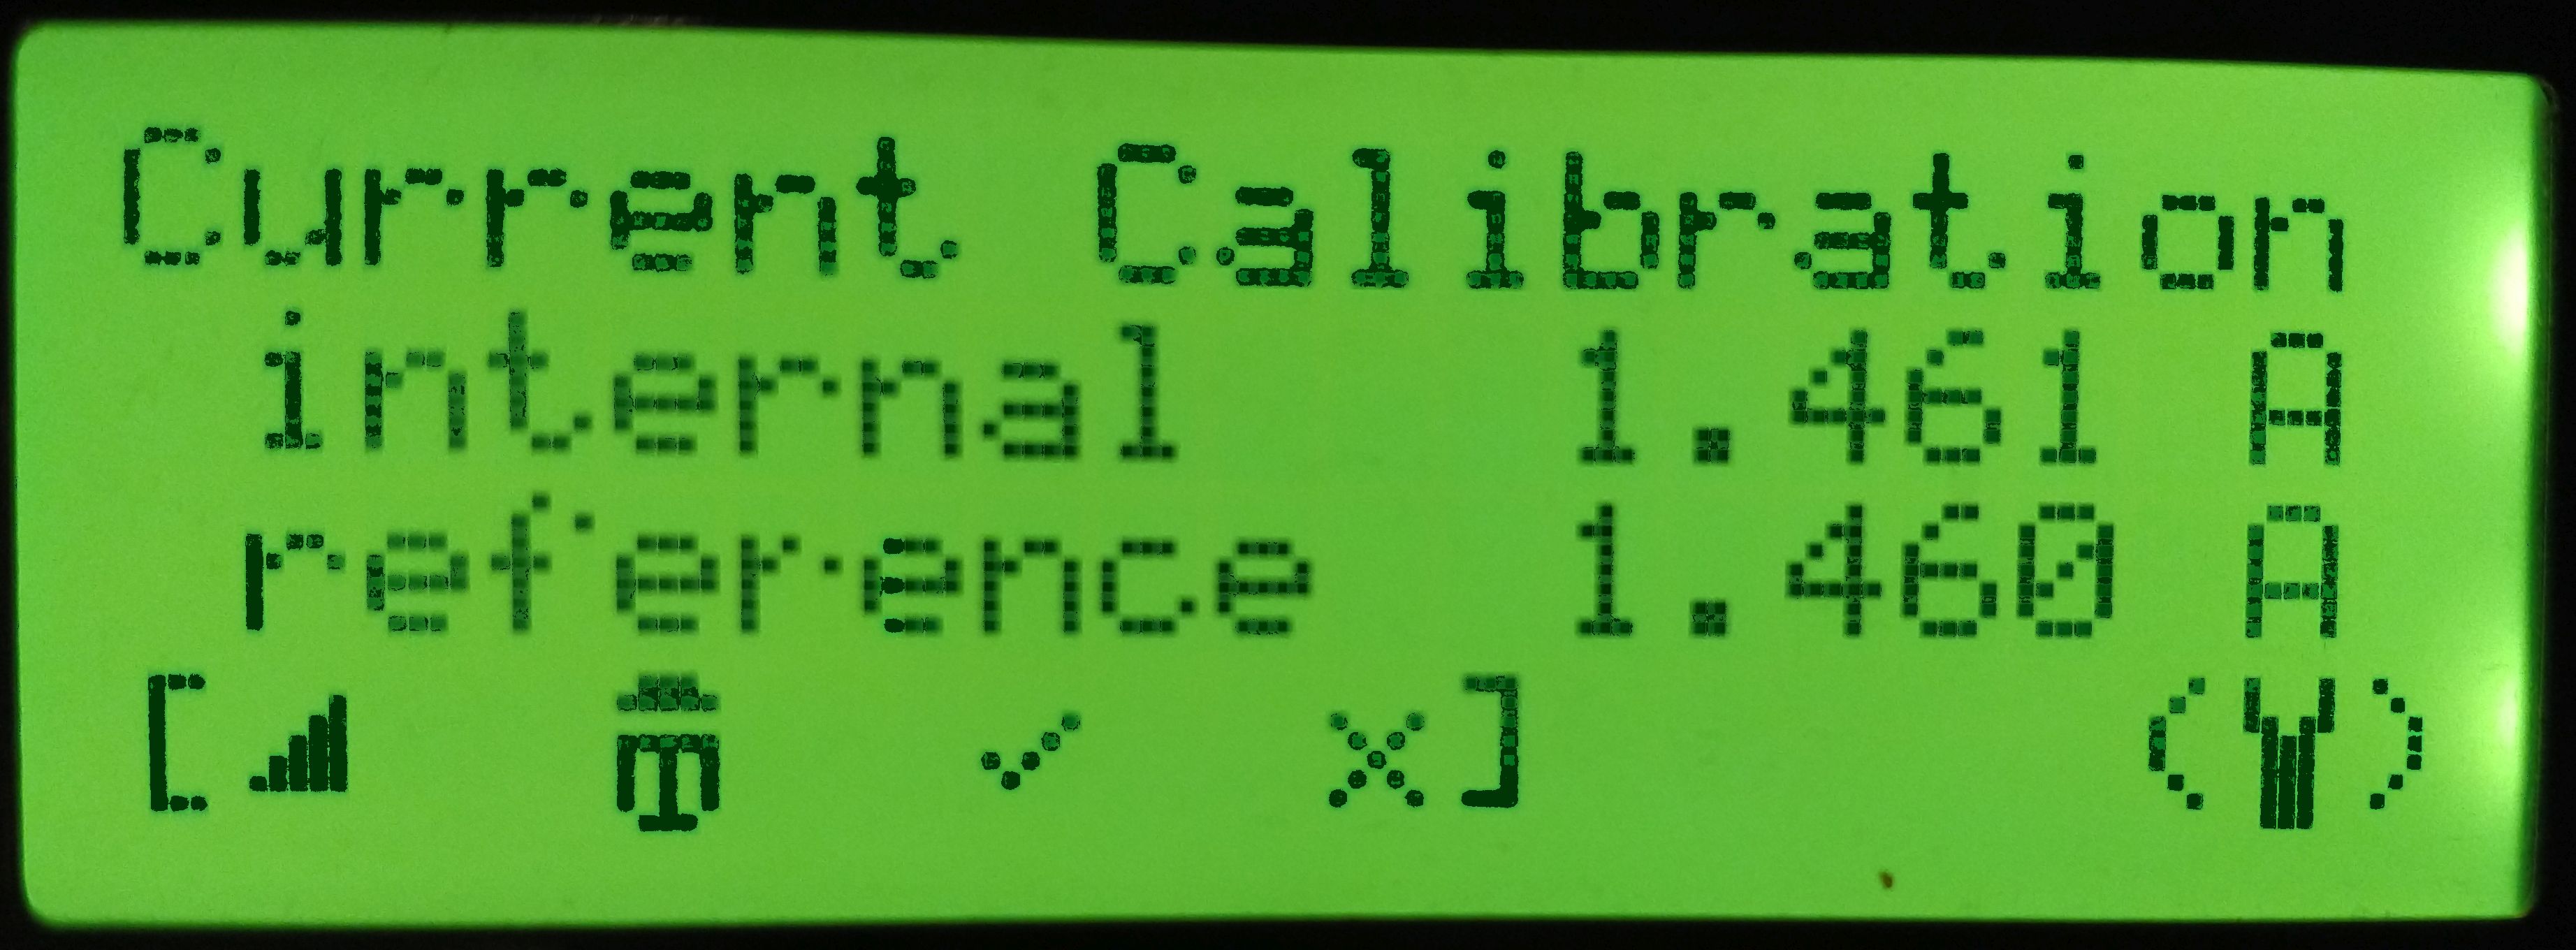 Current Calibration
internal 1.461 A
reference 1.460 A
[ ✓ × ] ( )